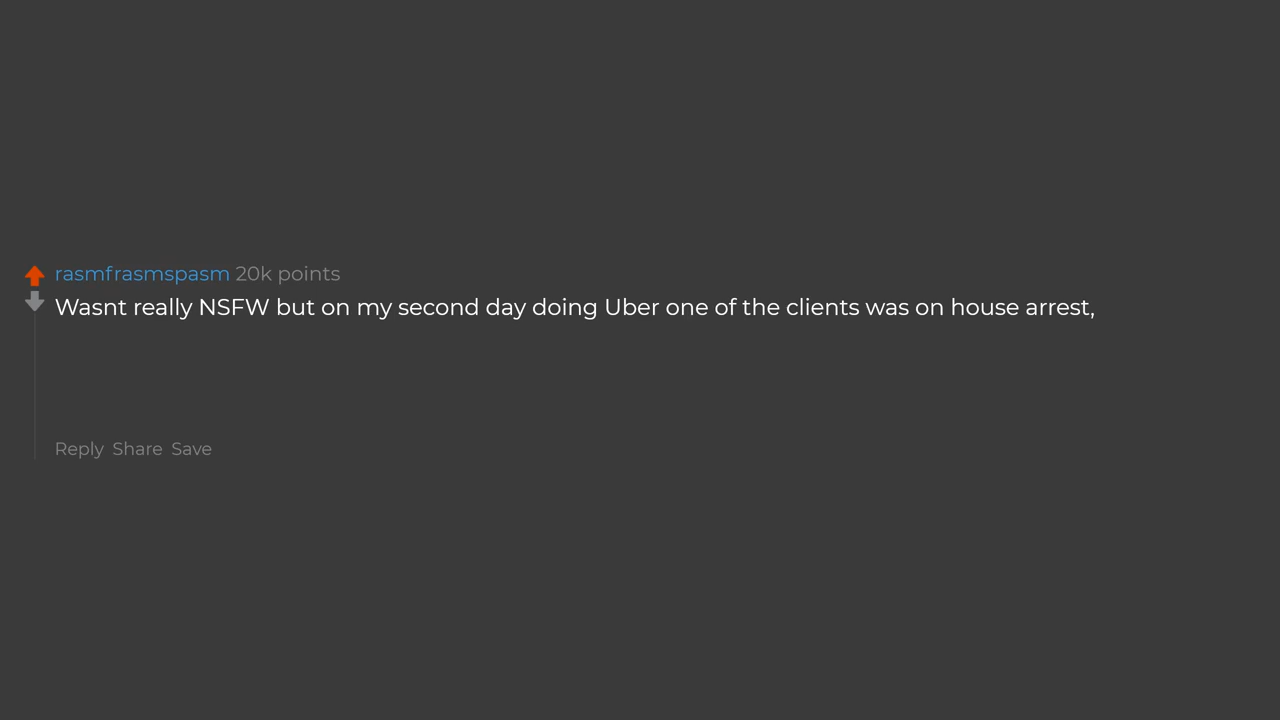 rasmfrasmspasm 20k points
Wasnt really NSFW but on my second day doing Uber one of the clients was on house arrest,
Reply Share Save